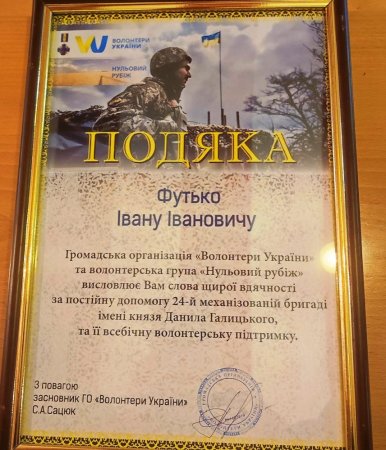 ВОЛОНТЕРИ
УКРАЇНИ
НУЛЬОВИЙ
РУБІЖ
ПОДЯКА
Футько
Івану Івановичу
Громадська організація «Волонтери України»
та волонтерська група «Нульовий рубіж»
висловлює Вам слова щирої вдячності
за постійну допомогу 24-й механізованій бригаді
імені князя Данила Галицького,
та її всебічну волонтерську підтримку.
З повагою
засновник ГО «Волонтери України»
С.А.Сацюк